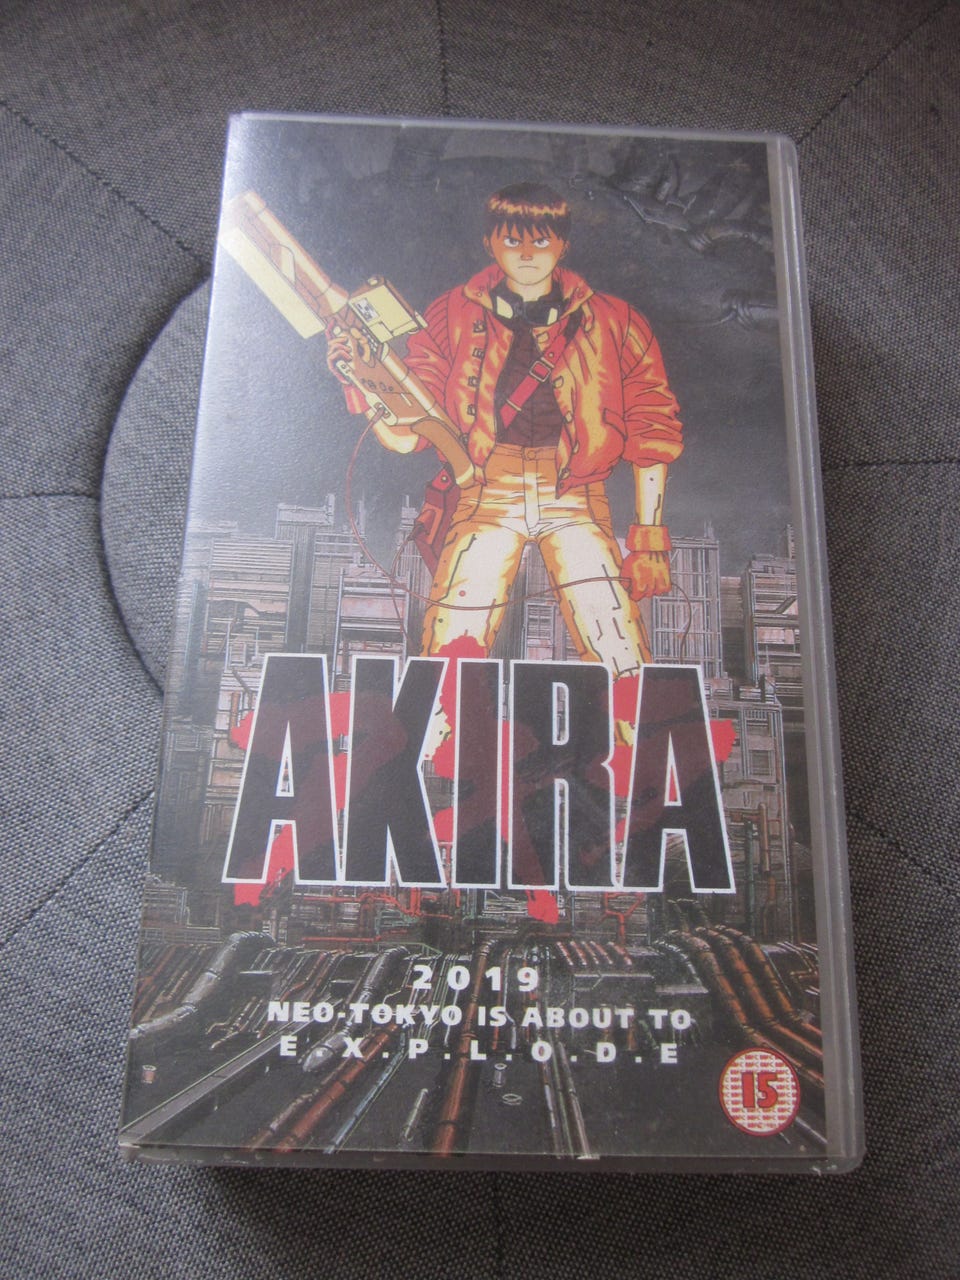 AKIRA
2019
NEO-TOKYO IS ABOUT TO
E.X.P.L.O.D.E
15